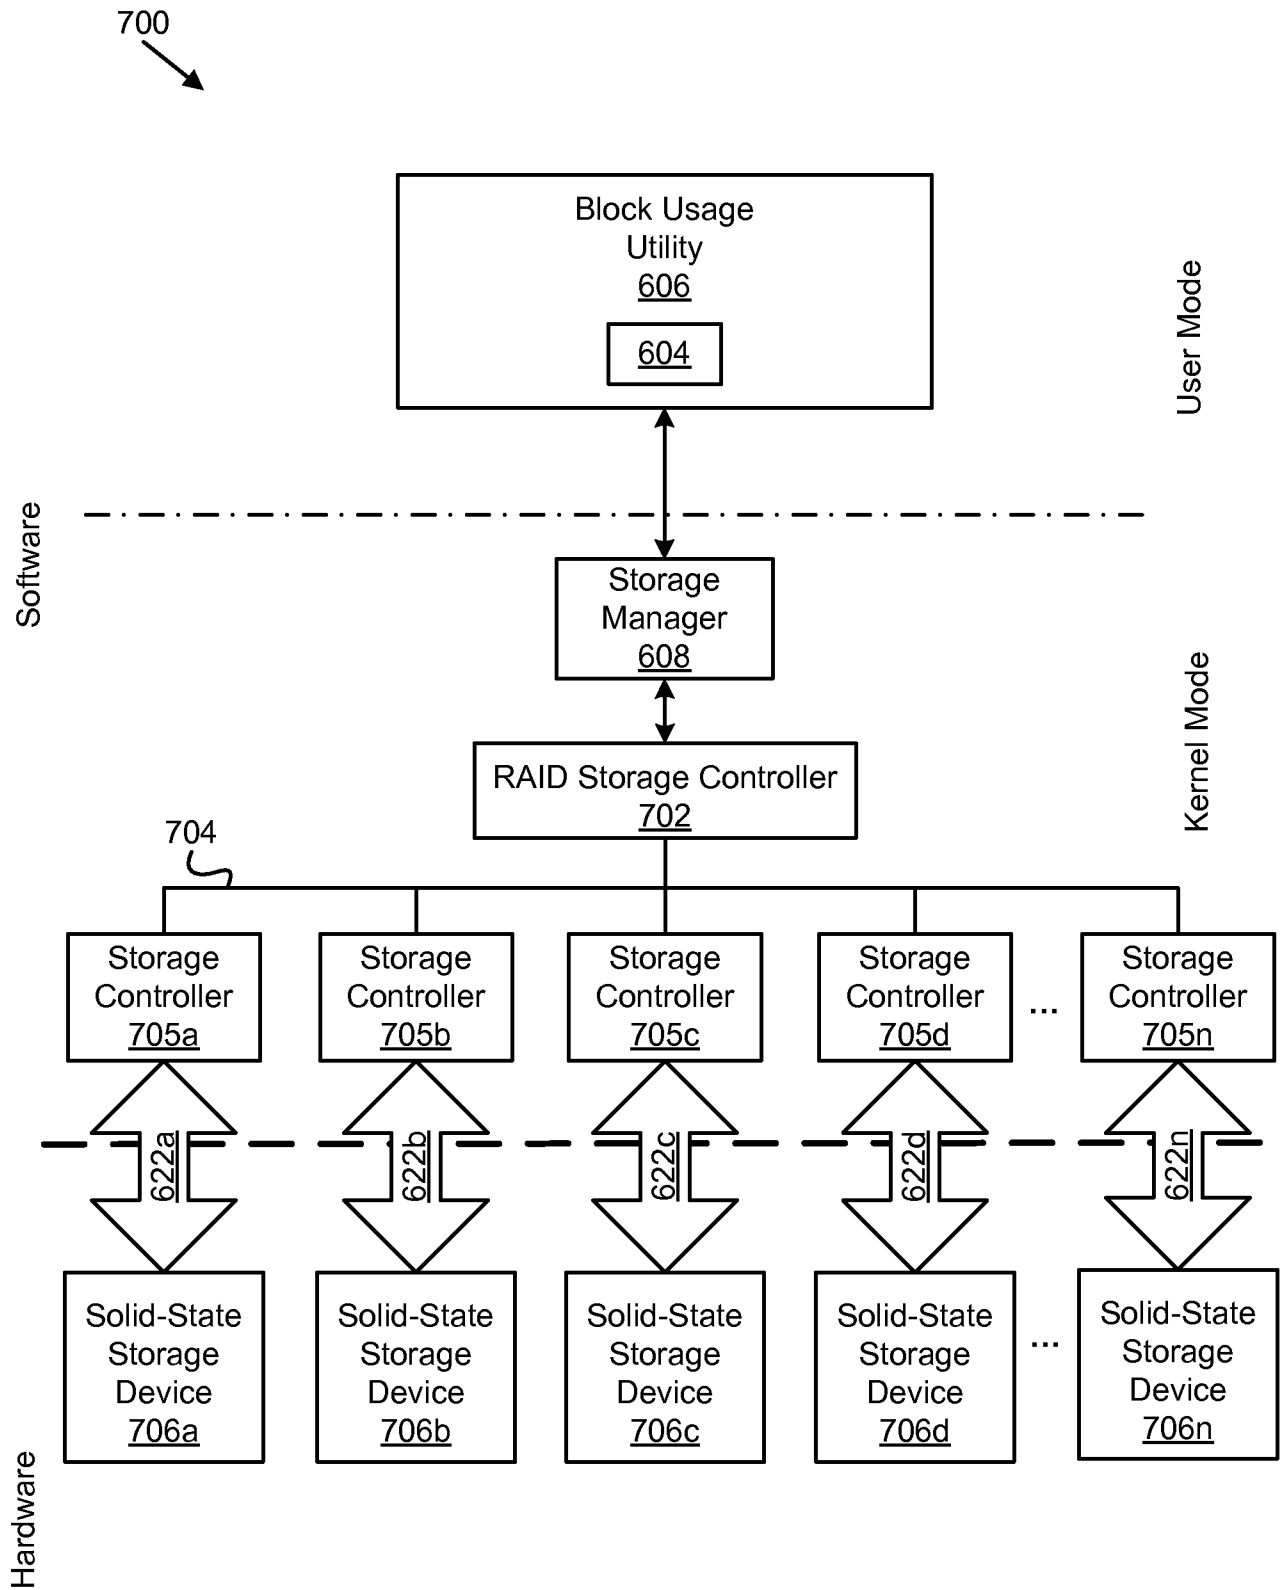 700
Block Usage
Utility
606
604
User Mode
Software
Storage
Manager
608
Kernel Mode
RAID Storage Controller
702
704
Storage
Controller
705a
Storage
Controller
705b
Storage
Controller
705c
Storage
Controller
705d
...
Storage
Controller
705n
622a
622b
622c
622d
622n
Solid-State
Storage
Device
706a
Solid-State
Storage
Device
706b
Solid-State
Storage
Device
706c
Solid-State
Storage
Device
706d
...
Solid-State
Storage
Device
706n
Hardware